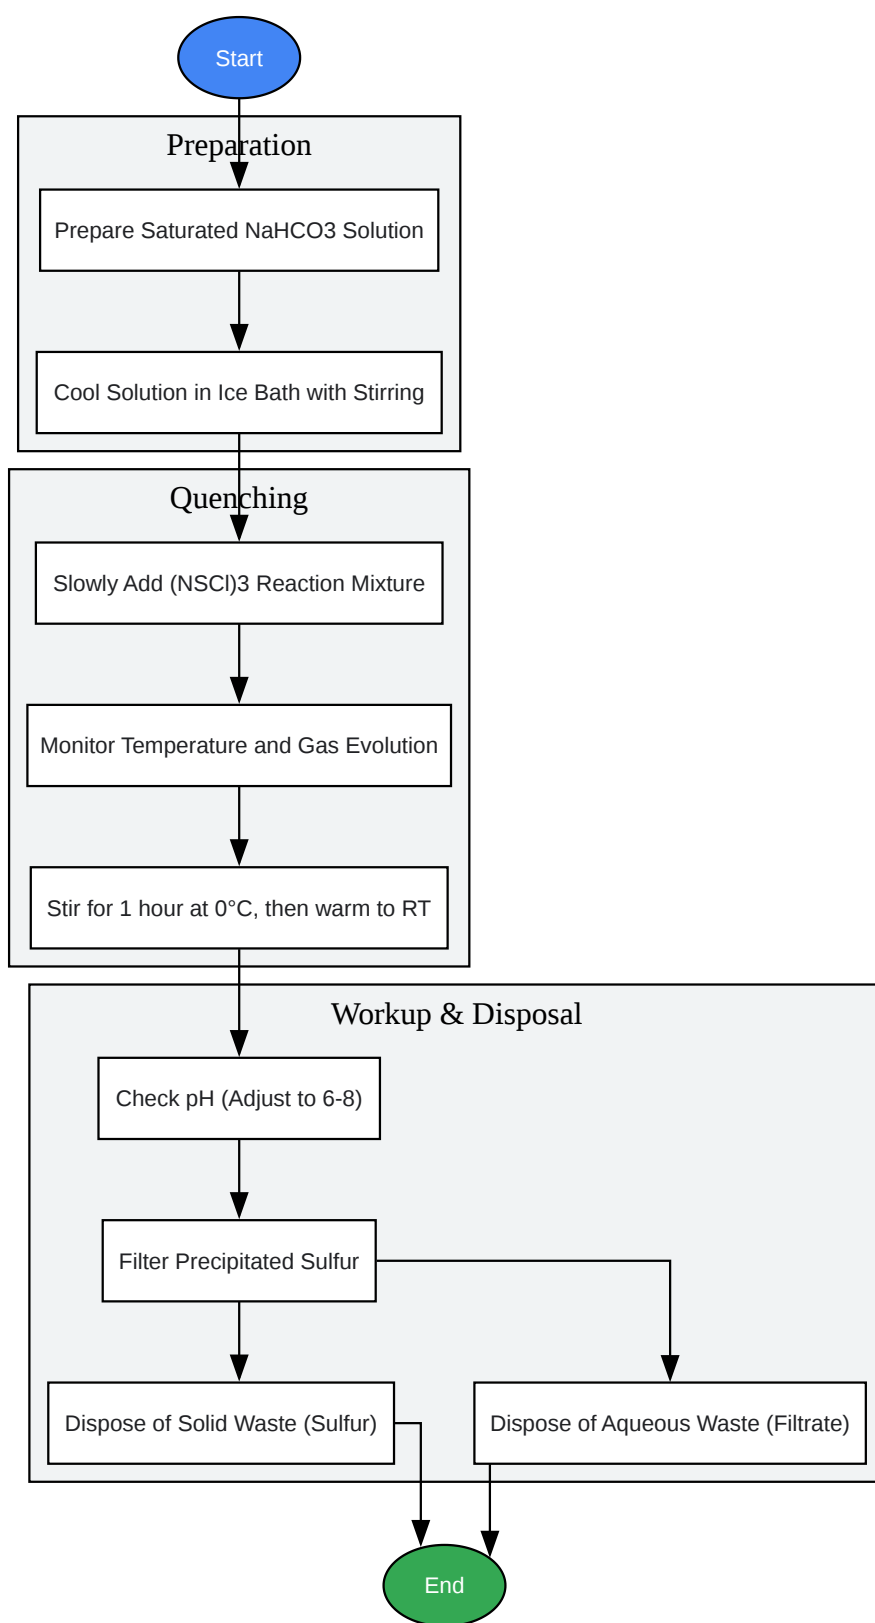 Start
Preparation
Prepare Saturated NaHCO3 Solution
Cool Solution in Ice Bath with Stirring
Quenching
Slowly Add (NSCl)3 Reaction Mixture
Monitor Temperature and Gas Evolution
Stir for 1 hour at 0°C, then warm to RT
Workup & Disposal
Check pH (Adjust to 6-8)
Filter Precipitated Sulfur
Dispose of Solid Waste (Sulfur)
Dispose of Aqueous Waste (Filtrate)
End